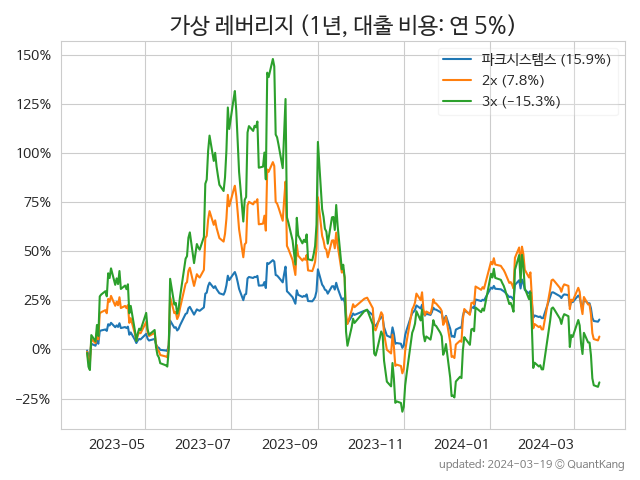 가상 레버리지 (1년, 대출 비용: 연 5%)
150%
125%
100%
75%
50%
25%
0%
−25%
파크시스템스 (15.9%)
2x (7.8%)
3x (−15.3%)
2023-05
2023-07
2023-09
2023-11
2024-01
2024-03
updated: 2024-03-19 © QuantKang